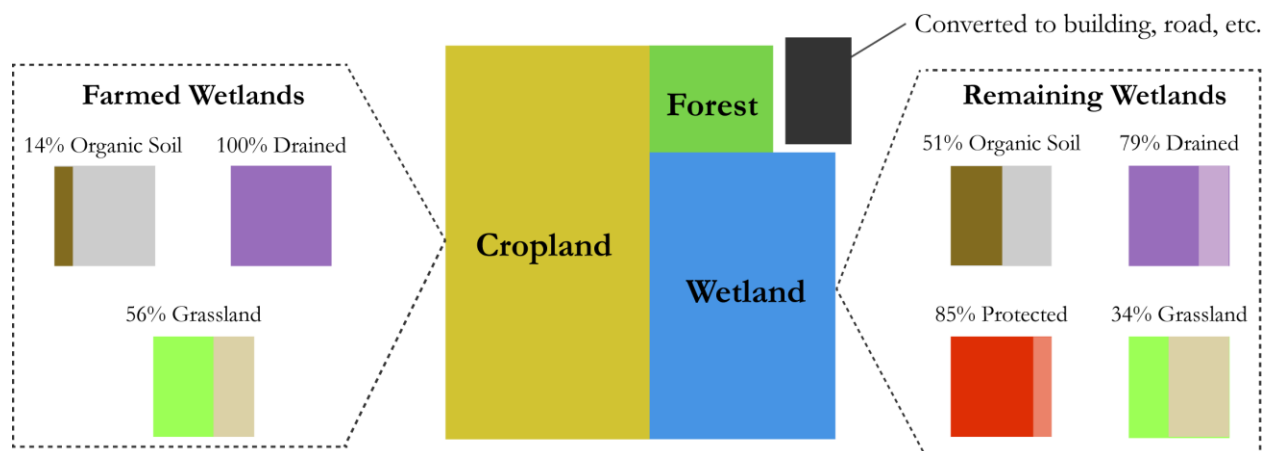 Converted to building, road, etc.
Farmed Wetlands
14% Organic Soil
100% Drained
56% Grassland
Cropland
Forest
Wetland
Remaining Wetlands
51% Organic Soil
79% Drained
85% Protected
34% Grassland